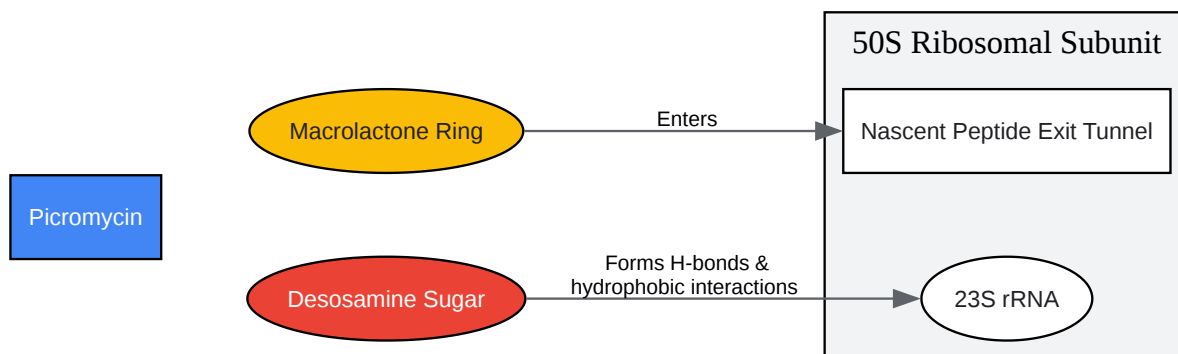 50S Ribosomal Subunit
Macrolactone Ring
Enters
Nascent Peptide Exit Tunnel
Picromycin
Desosamine Sugar
Forms H-bonds &
hydrophobic interactions
23S rRNA